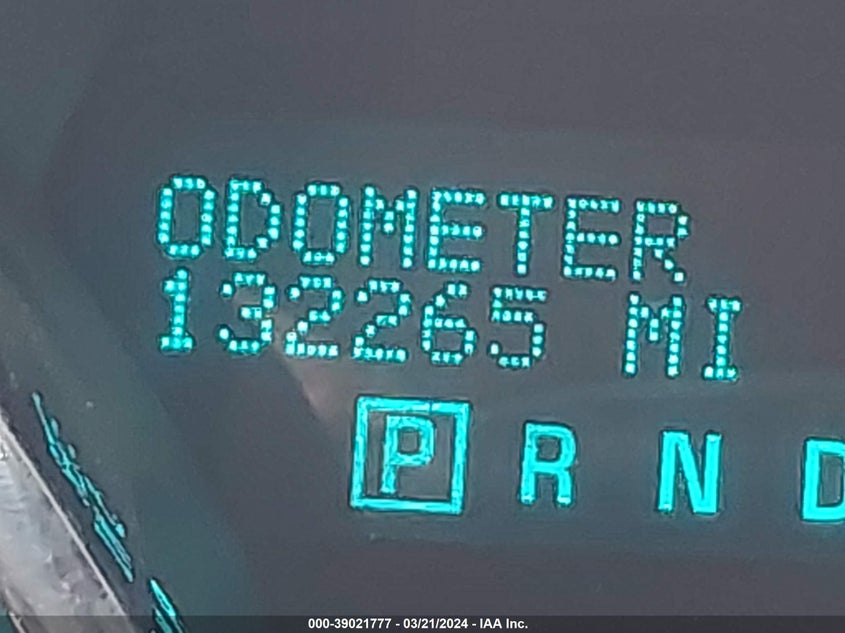 ODOMETER
132265 MI
P R N D
000-39021777 - 03/21/2024 - IAA Inc.